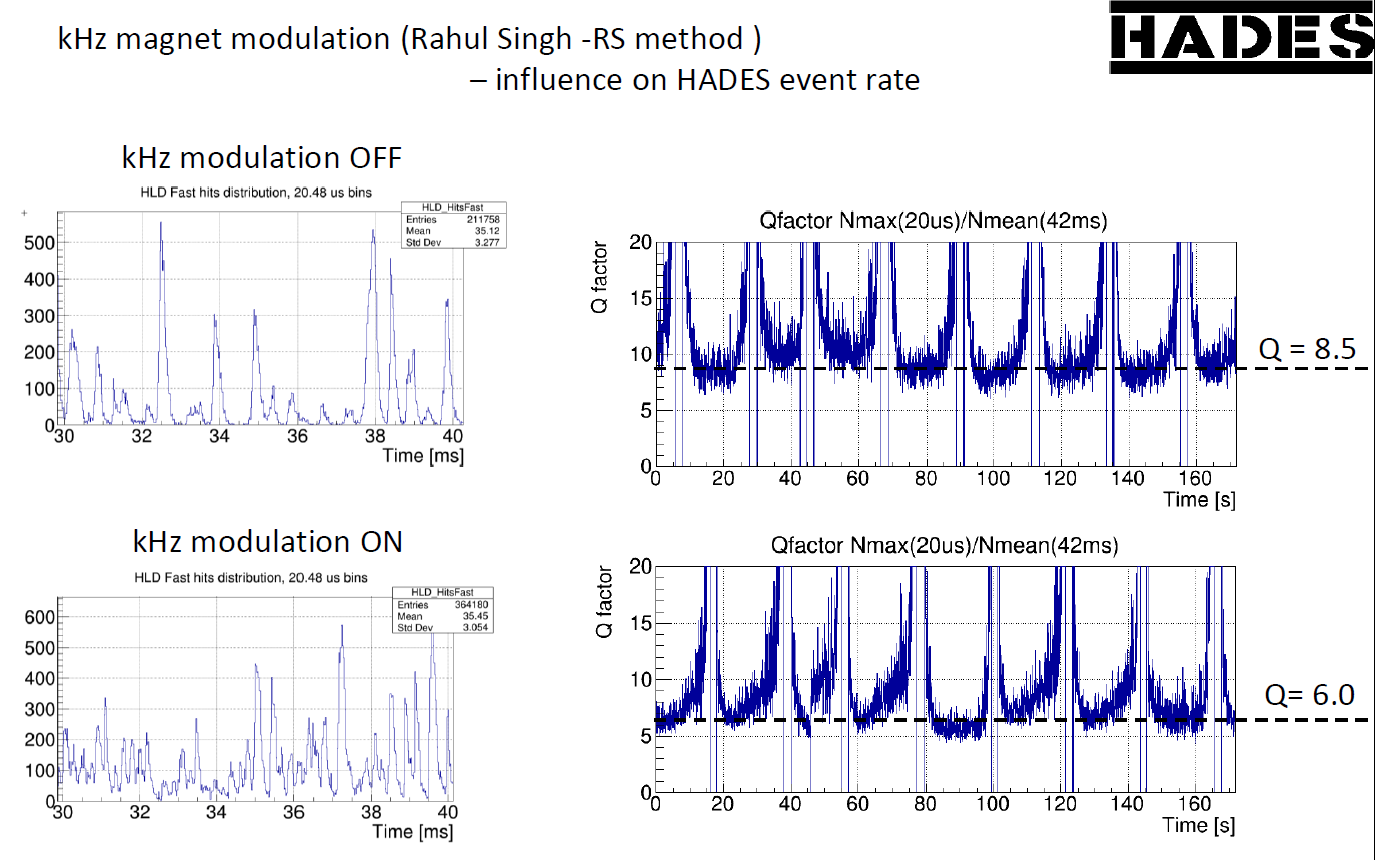 kHz magnet modulation (Rahul Singh -RS method )
– influence on HADES event rate
HADES
kHz modulation OFF
HLD Fast hits distribution, 20.48 us bins
HLD_HitsFast
Entries 211758
Mean 35.12
Std Dev 3.277
500
400
300
200
100
0
30 32 34 36 38 40
Time [ms]
Qfactor Nmax(20us)/Nmean(42ms)
Q factor
20
15
10
5
0
0 20 40 60 80 100 120 140 160
Time [s]
Q = 8.5
kHz modulation ON
HLD Fast hits distribution, 20.48 us bins
HLD_HitsFast
Entries 364180
Mean 35.45
Std Dev 3.054
600
500
400
300
200
100
0
30 32 34 36 38 40
Time [ms]
Qfactor Nmax(20us)/Nmean(42ms)
Q factor
20
15
10
5
0
0 20 40 60 80 100 120 140 160
Time [s]
Q= 6.0